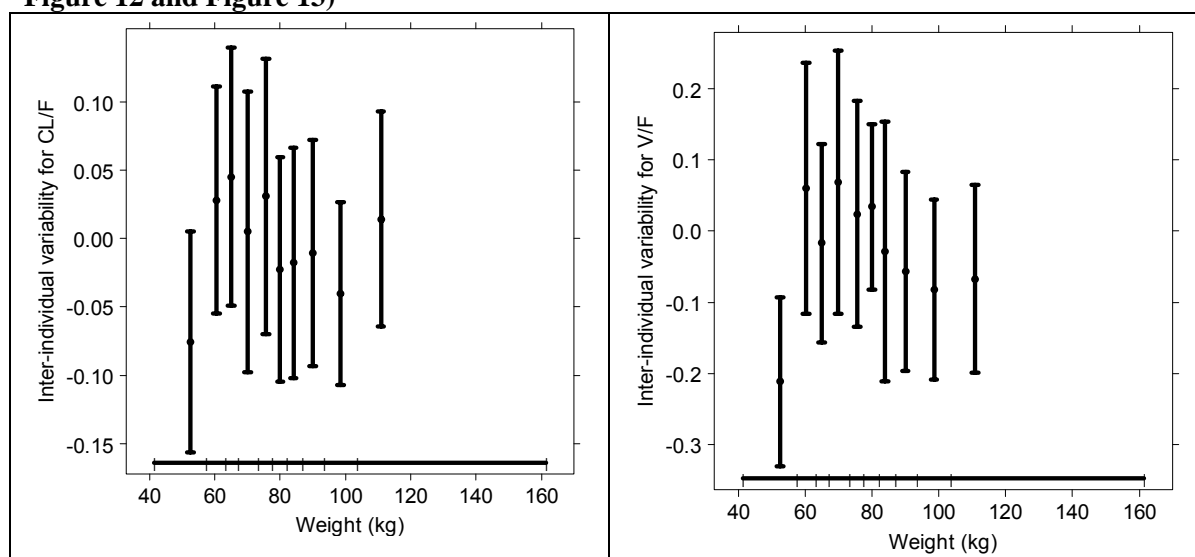 Figure 12 and Figure 13)
Inter-individual variability for CL/F
0.10
0.05
0.00
-0.05
-0.10
-0.15
40 60 80 100 120 140 160
Weight (kg)
Inter-individual variability for V/F
0.2
0.1
0.0
-0.1
-0.2
-0.3
40 60 80 100 120 140 160
Weight (kg)